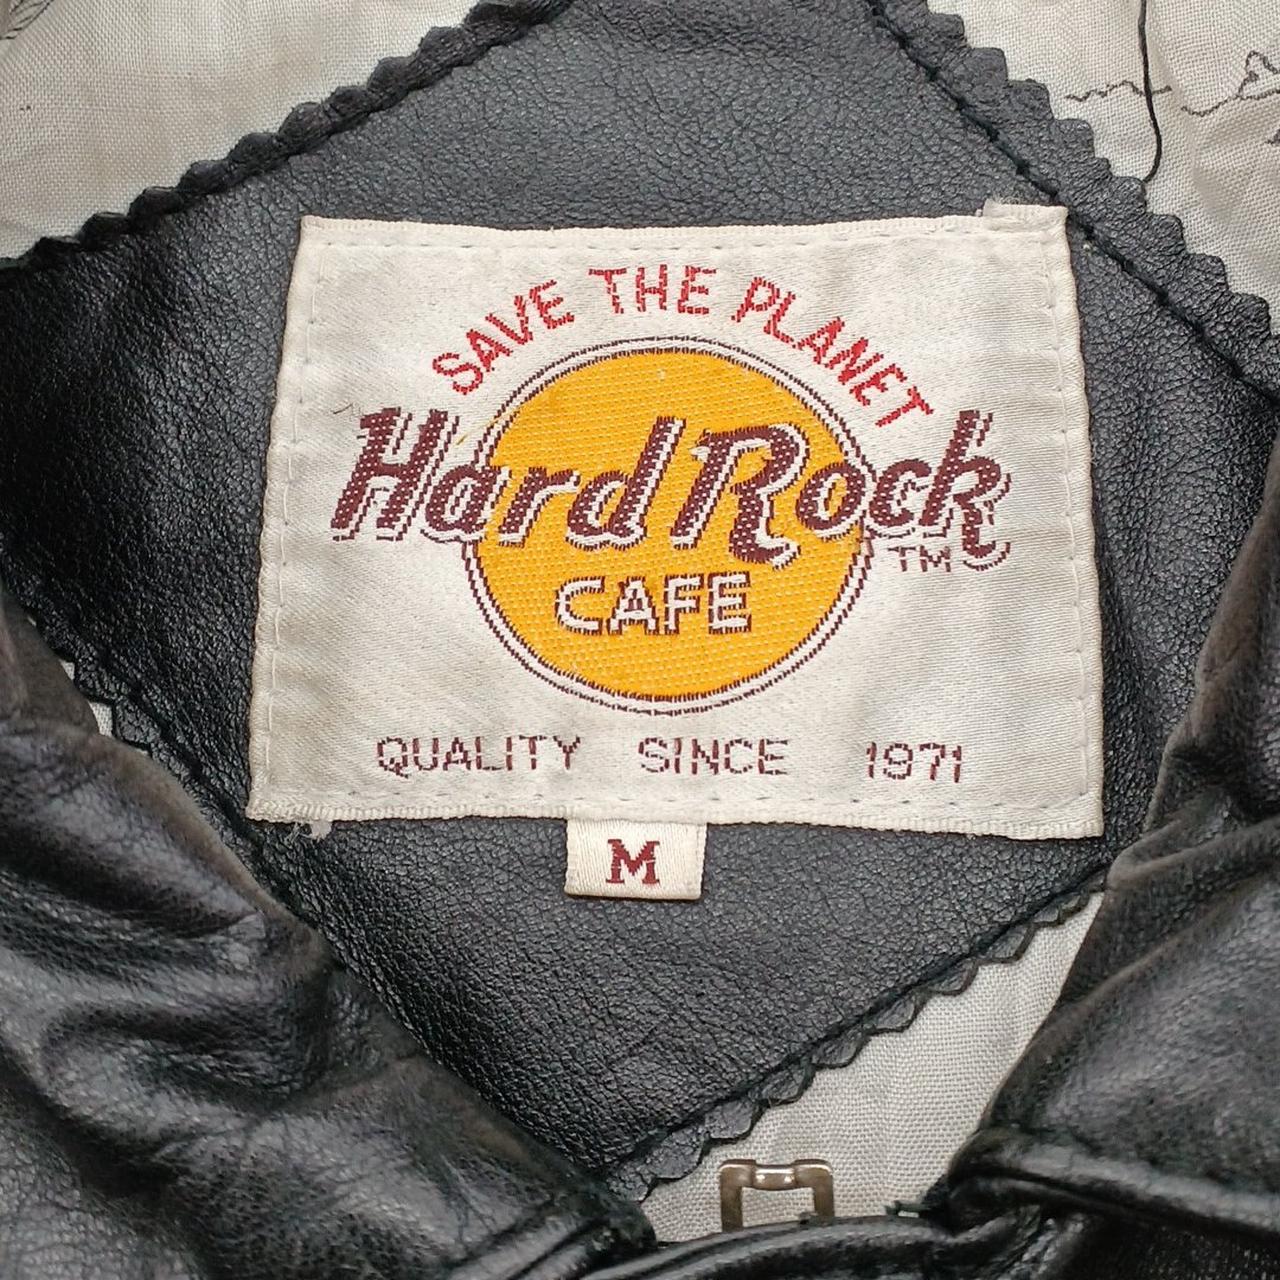 SAVE THE PLANET
Hard Rock
TM
CAFE
QUALITY SINCE 1971
M